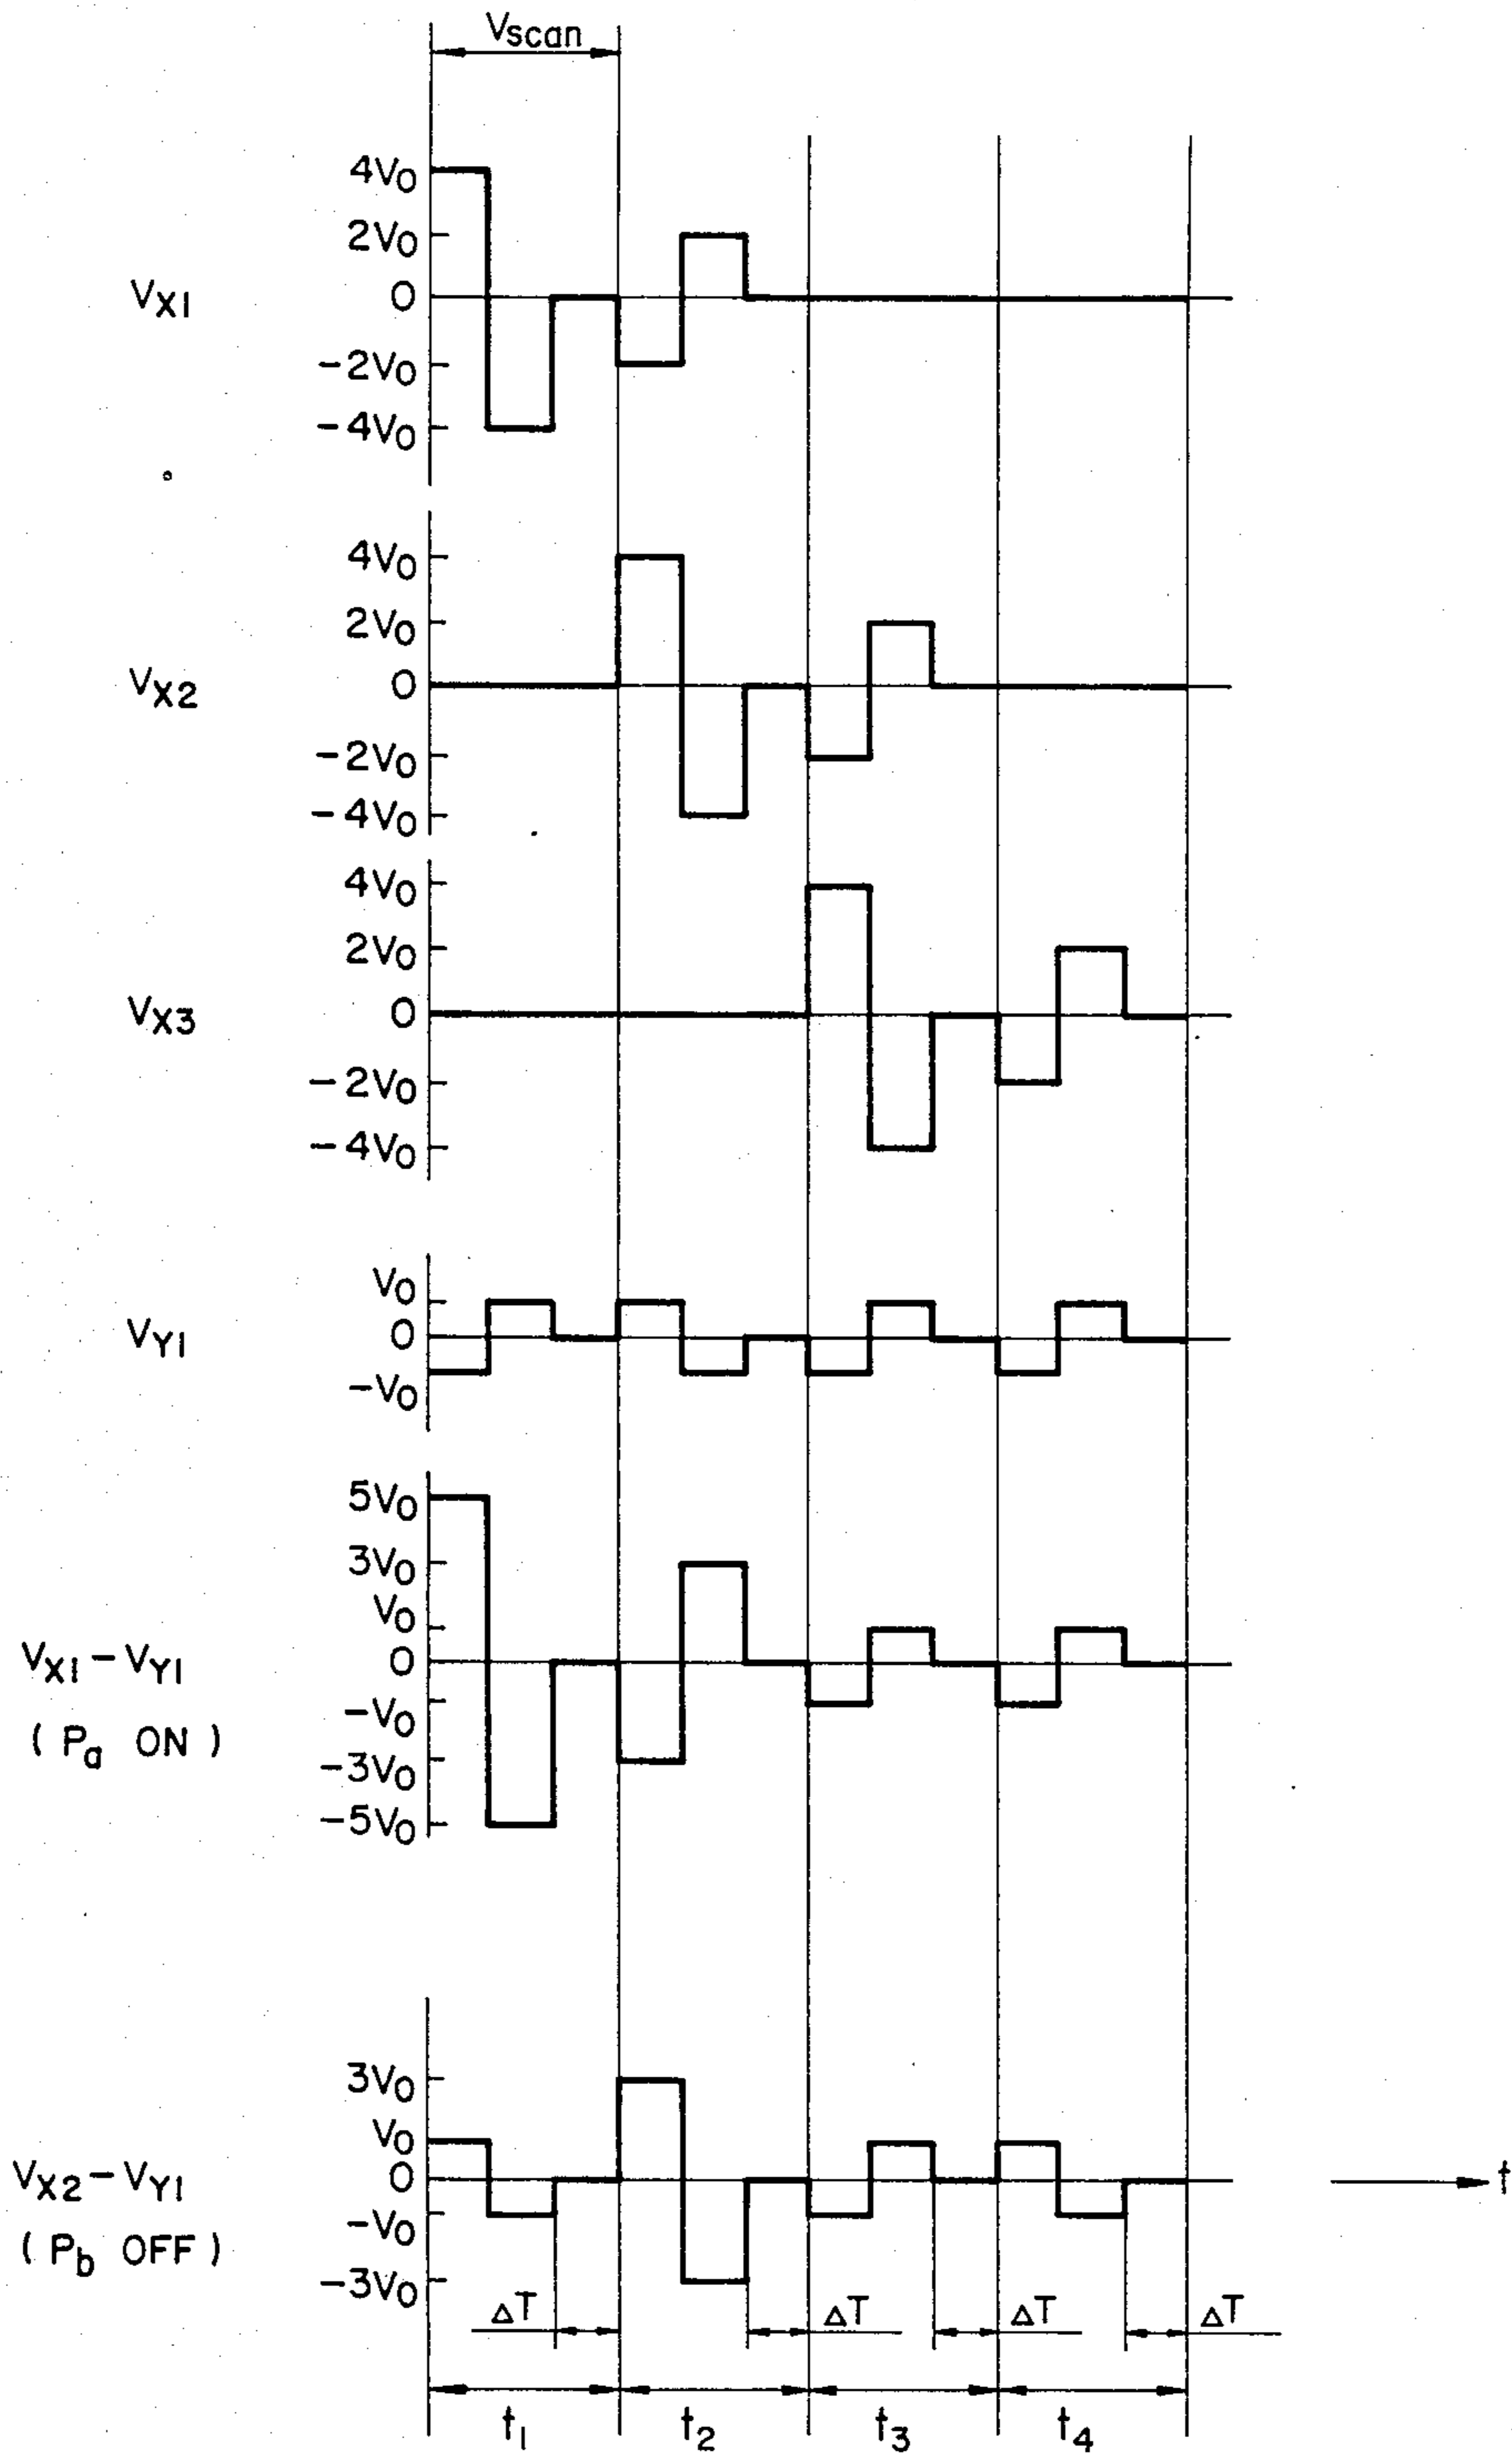 Vscan
4V0
2V0
VX1
0
-2V0
-4V0
4V0
2V0
VX2
0
-2V0
-4V0
4V0
2V0
VX3
0
-2V0
-4V0
V0
VY1
0
-V0
5V0
3V0
V0
VX1-VY1
0
(Pa ON)
-V0
-3V0
-5V0
3V0
V0
VX2-VY1
0
t
(Pb OFF)
-V0
-3V0
ΔT ΔT ΔT ΔT
t1 t2 t3 t4